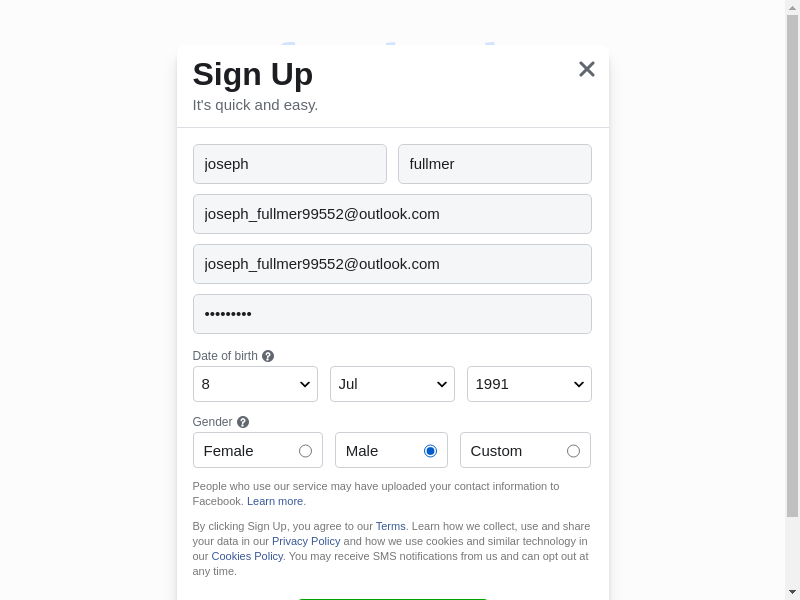 Sign Up
It's quick and easy.
joseph fullmer
joseph_fullmer99552@outlook.com
joseph_fullmer99552@outlook.com
•••••••••
Date of birth ?
8 Jul 1991
Gender ?
Female Male Custom
People who use our service may have uploaded your contact information to
Facebook. Learn more.
By clicking Sign Up, you agree to our Terms. Learn how we collect, use and share
your data in our Privacy Policy and how we use cookies and similar technology in
our Cookies Policy. You may receive SMS notifications from us and can opt out at
any time.